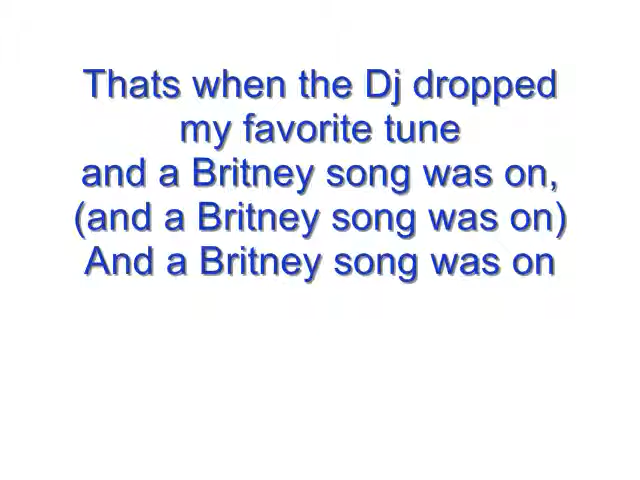 Thats when the Dj dropped
my favorite tune
and a Britney song was on,
(and a Britney song was on)
And a Britney song was on